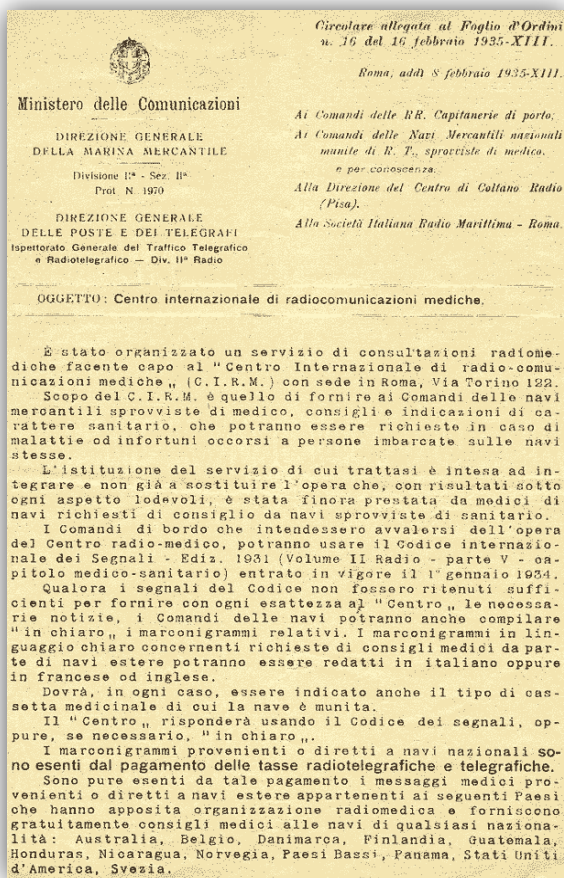 Circolare allegata al Foglio d'Ordini
n. 16 del 16 febbraio 1935-XIII.
Roma, addì 8 febbraio 1935-XIII.
Ministero delle Comunicazioni
DIREZIONE GENERALE
DELLA MARINA MERCANTILE
Divisione IIª - Sez. IIª
Prot. N. 1970
DIREZIONE GENERALE
DELLE POSTE E DEI TELEGRAFI
Ispettorato Generale del Traffico Telegrafico
e Radiotelegrafico — Div. IIª Radio
Ai Comandi delle RR. Capitanerie di porto;
Ai Comandi delle Navi Mercantili nazionali
munite di R. T., sprovviste di medico.
e per conoscenza:
Alla Direzione del Centro di Coltano Radio
(Pisa).
Alla Società Italiana Radio Marittima - Roma.
OGGETTO: Centro internazionale di radiocomunicazioni mediche.
È stato organizzato un servizio di consultazioni radiome-
diche facente capo al "Centro Internazionale di radio-comu-
nicazioni mediche„ (C.I.R.M.) con sede in Roma, Via Torino 122.
Scopo del C.I.R.M. è quello di fornire ai Comandi delle navi
mercantili sprovviste di medico, consigli e indicazioni di ca-
rattere sanitario, che potranno essere richieste in caso di
malattie od infortuni occorsi a persone imbarcate sulle navi
stesse.
L'istituzione del servizio di cui trattasi è intesa ad in-
tegrare e non già a sostituire l'opera che, con risultati sotto
ogni aspetto lodevoli, è stata finora prestata da medici di
navi richiesti di consiglio da navi sprovviste di sanitario.
I Comandi di bordo che intendessero avvalersi dell'opera
del Centro radio-medico, potranno usare il Codice internazio-
nale dei Segnali - Ediz. 1931 (Volume II Radio - parte V - ca-
pitolo medico-sanitario) entrato in vigore il 1° gennaio 1934.
Qualora i segnali del Codice non fossero ritenuti suffi-
cienti per fornire con ogni esattezza al "Centro„ le necessa-
rie notizie, i Comandi delle navi potranno anche compilare
"in chiaro„ i marconigrammi relativi. I marconigrammi in lin-
guaggio chiaro concernenti richieste di consigli medici da par-
te di navi estere potranno essere redatti in italiano oppure
in francese od inglese.
Dovrà, in ogni caso, essere indicato anche il tipo di cas-
setta medicinale di cui la nave è munita.
Il "Centro„ risponderà usando il Codice dei segnali, op-
pure, se necessario, "in chiaro„.
I marconigrammi provenienti o diretti a navi nazionali so-
no esenti dal pagamento delle tasse radiotelegrafiche e telegrafiche.
Sono pure esenti da tale pagamento i messaggi medici pro-
venienti o diretti a navi estere appartenenti ai seguenti Paesi
che hanno apposita organizzazione radiomedica e forniscono
gratuitamente consigli medici alle navi di qualsiasi naziona-
lità: Australia, Belgio, Danimarca, Finlandia, Guatemala,
Honduras, Nicaragua, Norvegia, Paesi Bassi, Panama, Stati Uniti
d'America, Svezia.